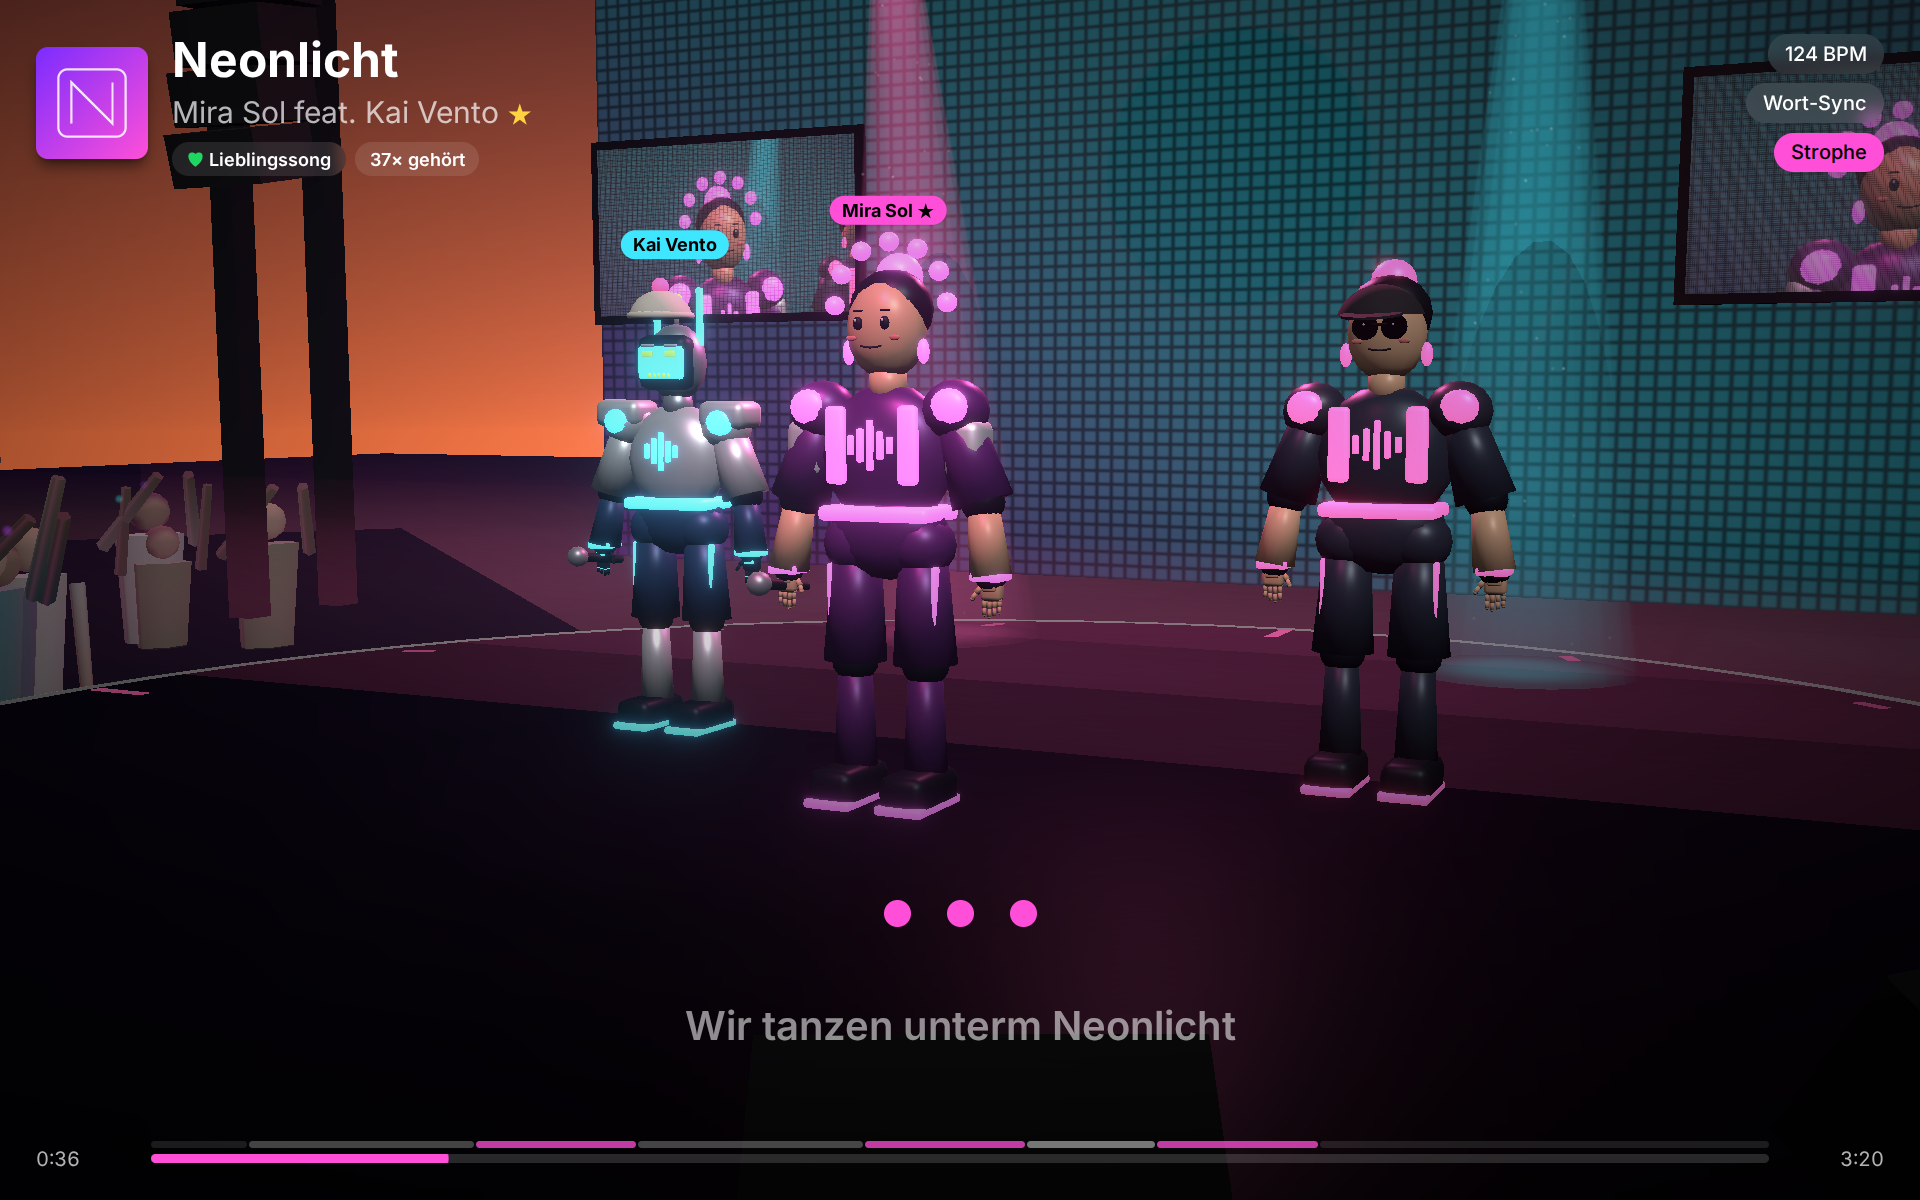 N
Neonlicht
Mira Sol feat. Kai Vento ★
Lieblingssong
37× gehört
124 BPM
Wort-Sync
Strophe
Mira Sol ★
Kai Vento
Wir tanzen unterm Neonlicht
0:36
3:20